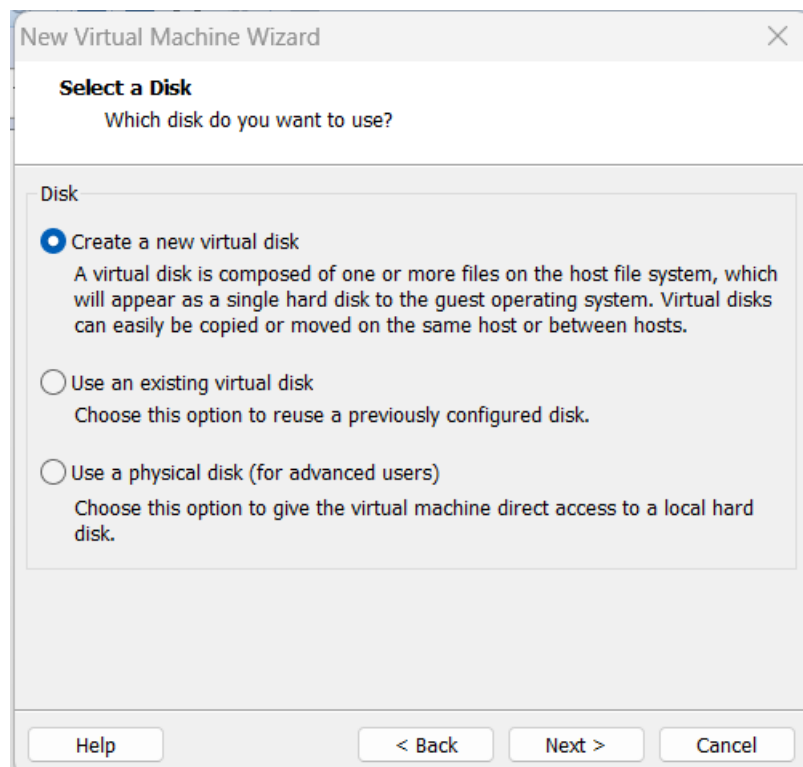 New Virtual Machine Wizard
Select a Disk
Which disk do you want to use?
Disk
Create a new virtual disk
A virtual disk is composed of one or more files on the host file system, which
will appear as a single hard disk to the guest operating system. Virtual disks
can easily be copied or moved on the same host or between hosts.
Use an existing virtual disk
Choose this option to reuse a previously configured disk.
Use a physical disk (for advanced users)
Choose this option to give the virtual machine direct access to a local hard
disk.
Help
< Back
Next >
Cancel